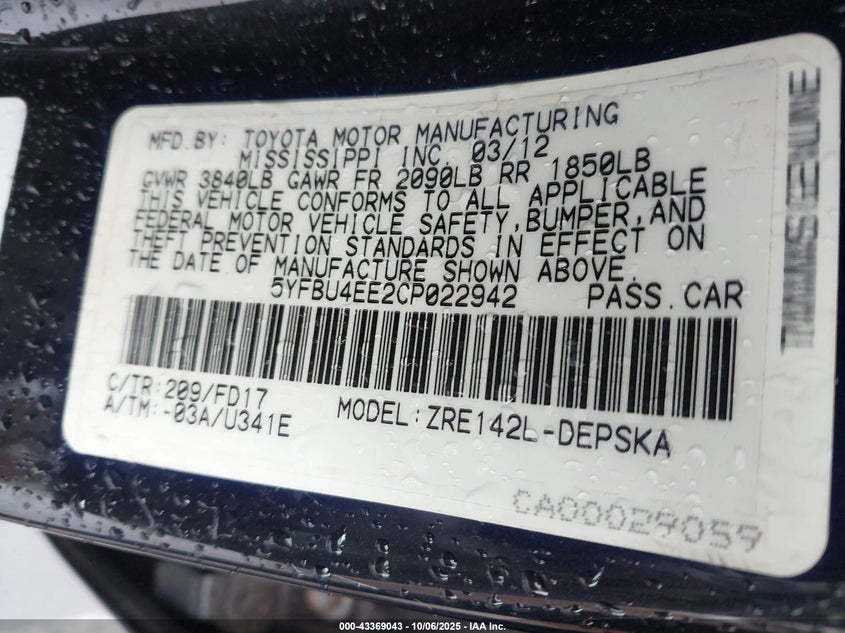 MFD.BY: TOYOTA MOTOR MANUFACTURING
MISSISSIPPI INC. 03/12
GVWR 3840LB GAWR FR 2090LB RR 1850LB
THIS VEHICLE CONFORMS TO ALL APPLICABLE
FEDERAL MOTOR VEHICLE SAFETY,BUMPER,AND
THEFT PREVENTION STANDARDS IN EFFECT ON
THE DATE OF MANUFACTURE SHOWN ABOVE.
5YFBU4EE2CP022942 PASS.CAR
C/TR:209/FD17
A/TM:-03A/U341E MODEL:ZRE142L-DEPSKA
CA00029059
000-43369043 - 10/06/2025 - IAA Inc.